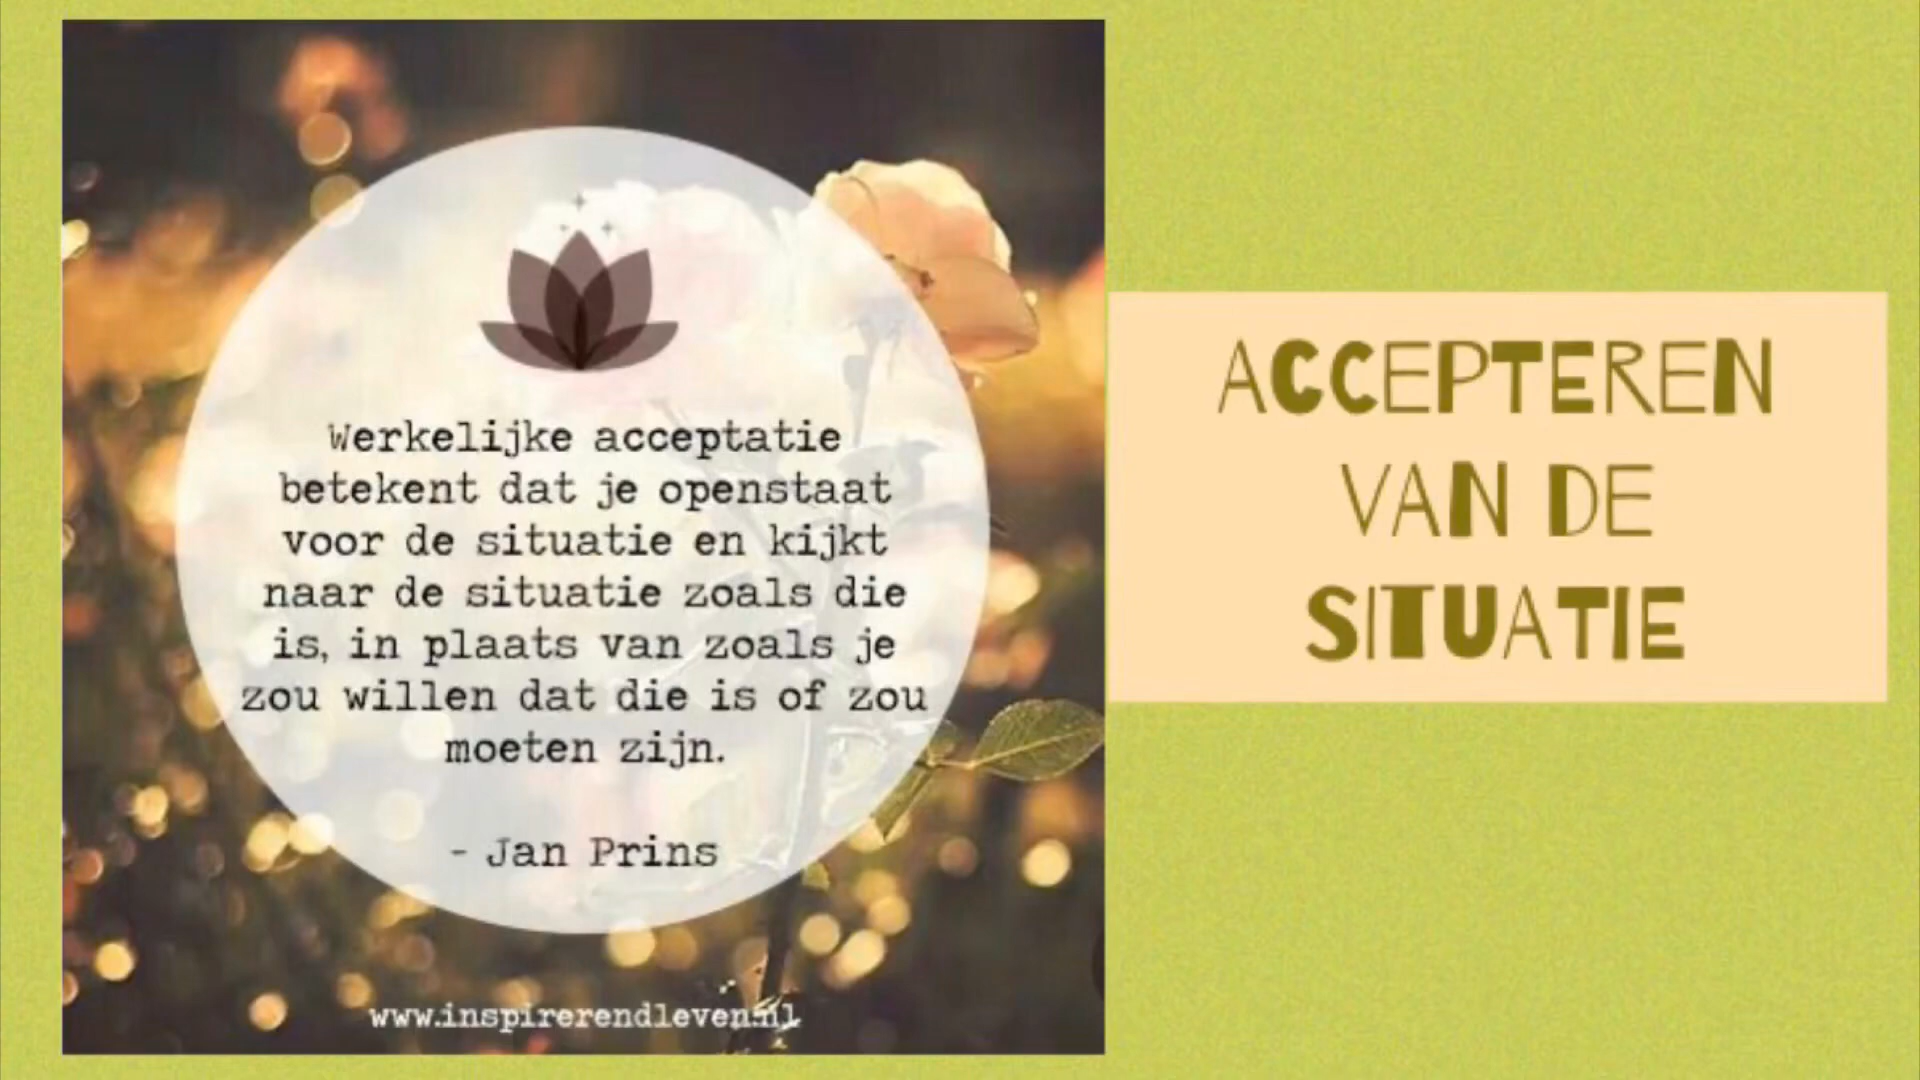 Werkelijke acceptatie
betekent dat je openstaat
voor de situatie en kijkt
naar de situatie zoals die
is, in plaats van zoals je
zou willen dat die is of zou
moeten zijn.
- Jan Prins
www.inspirerendleven.nl
ACCEPTEREN
VAN DE
SITUATIE